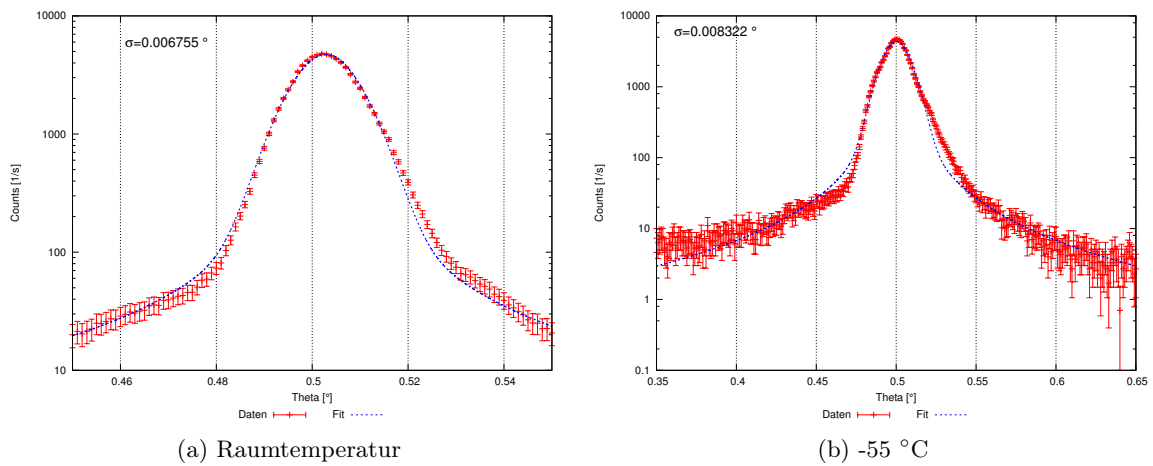 σ=0.006755 °
Counts [1/s]
10000
1000
100
10
0.46
0.48
0.5
0.52
0.54
Theta [°]
Daten
Fit
(a) Raumtemperatur
σ=0.008322 °
Counts [1/s]
10000
1000
100
10
1
0.1
0.35
0.4
0.45
0.5
0.55
0.6
0.65
Theta [°]
Daten
Fit
(b) -55 °C